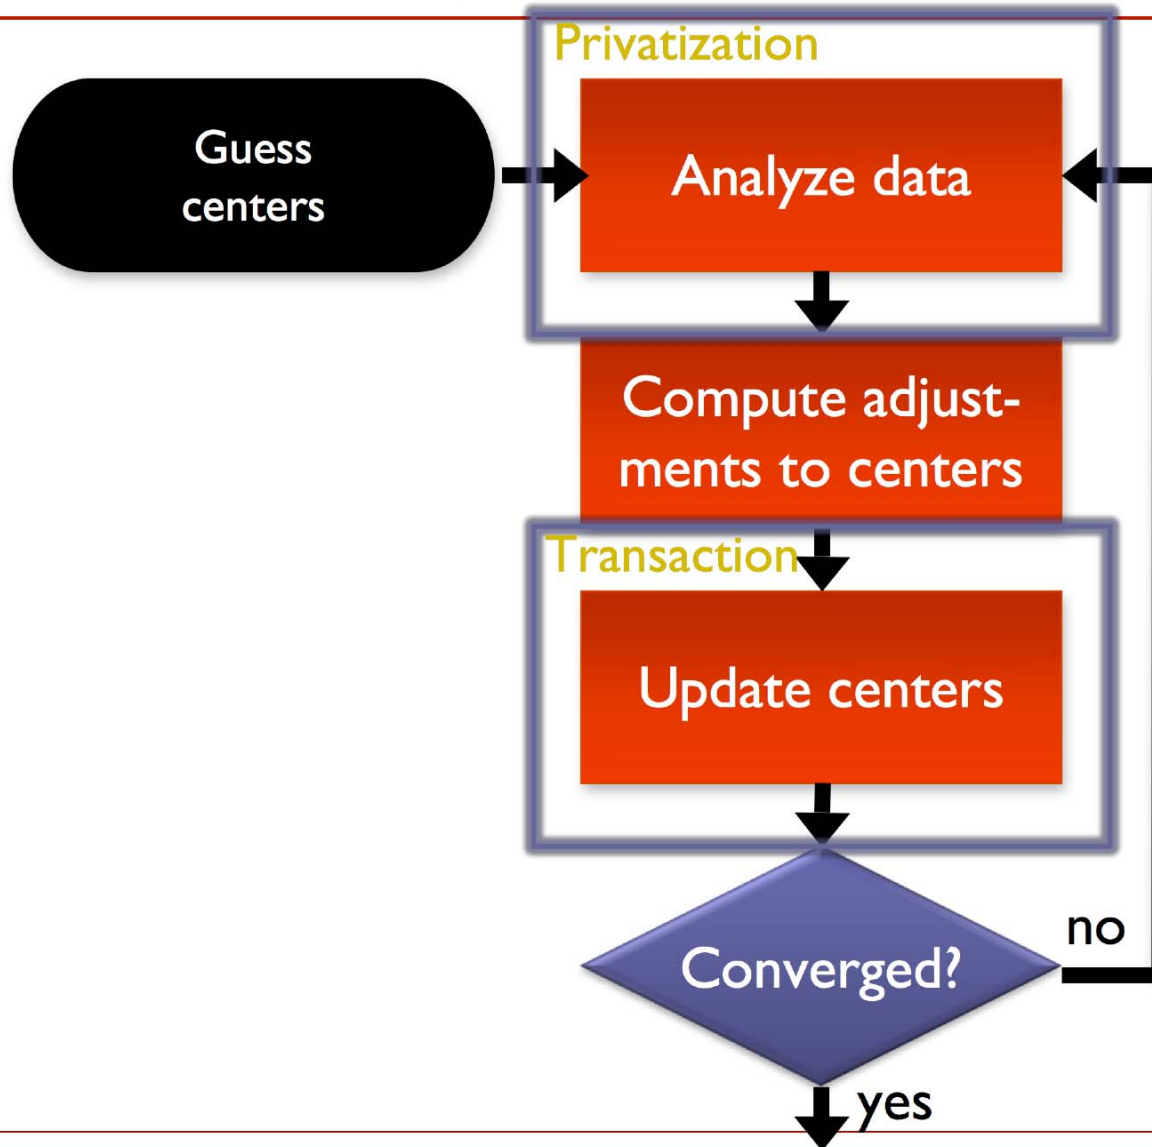 Privatization
Guess
centers
Analyze data
Compute adjust-
ments to centers
Transaction
Update centers
Converged?
no
yes